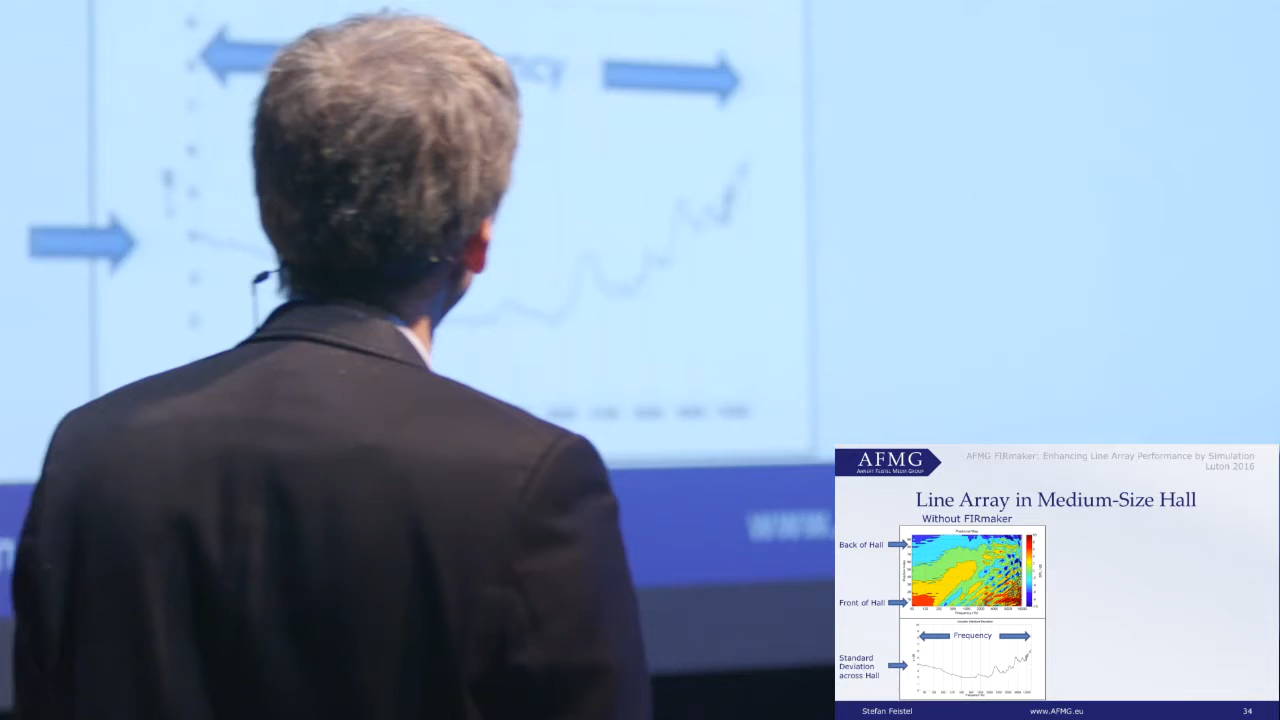 ncy
www.
AFMG
AHNERT FEISTEL MEDIA GROUP
AFMG FIRmaker: Enhancing Line Array Performance by Simulation
Luton 2016
Line Array in Medium-Size Hall
Without FIRmaker
Back of Hall
Front of Hall
Frequency
Standard
Deviation
across Hall
Stefan Feistel
www.AFMG.eu
34